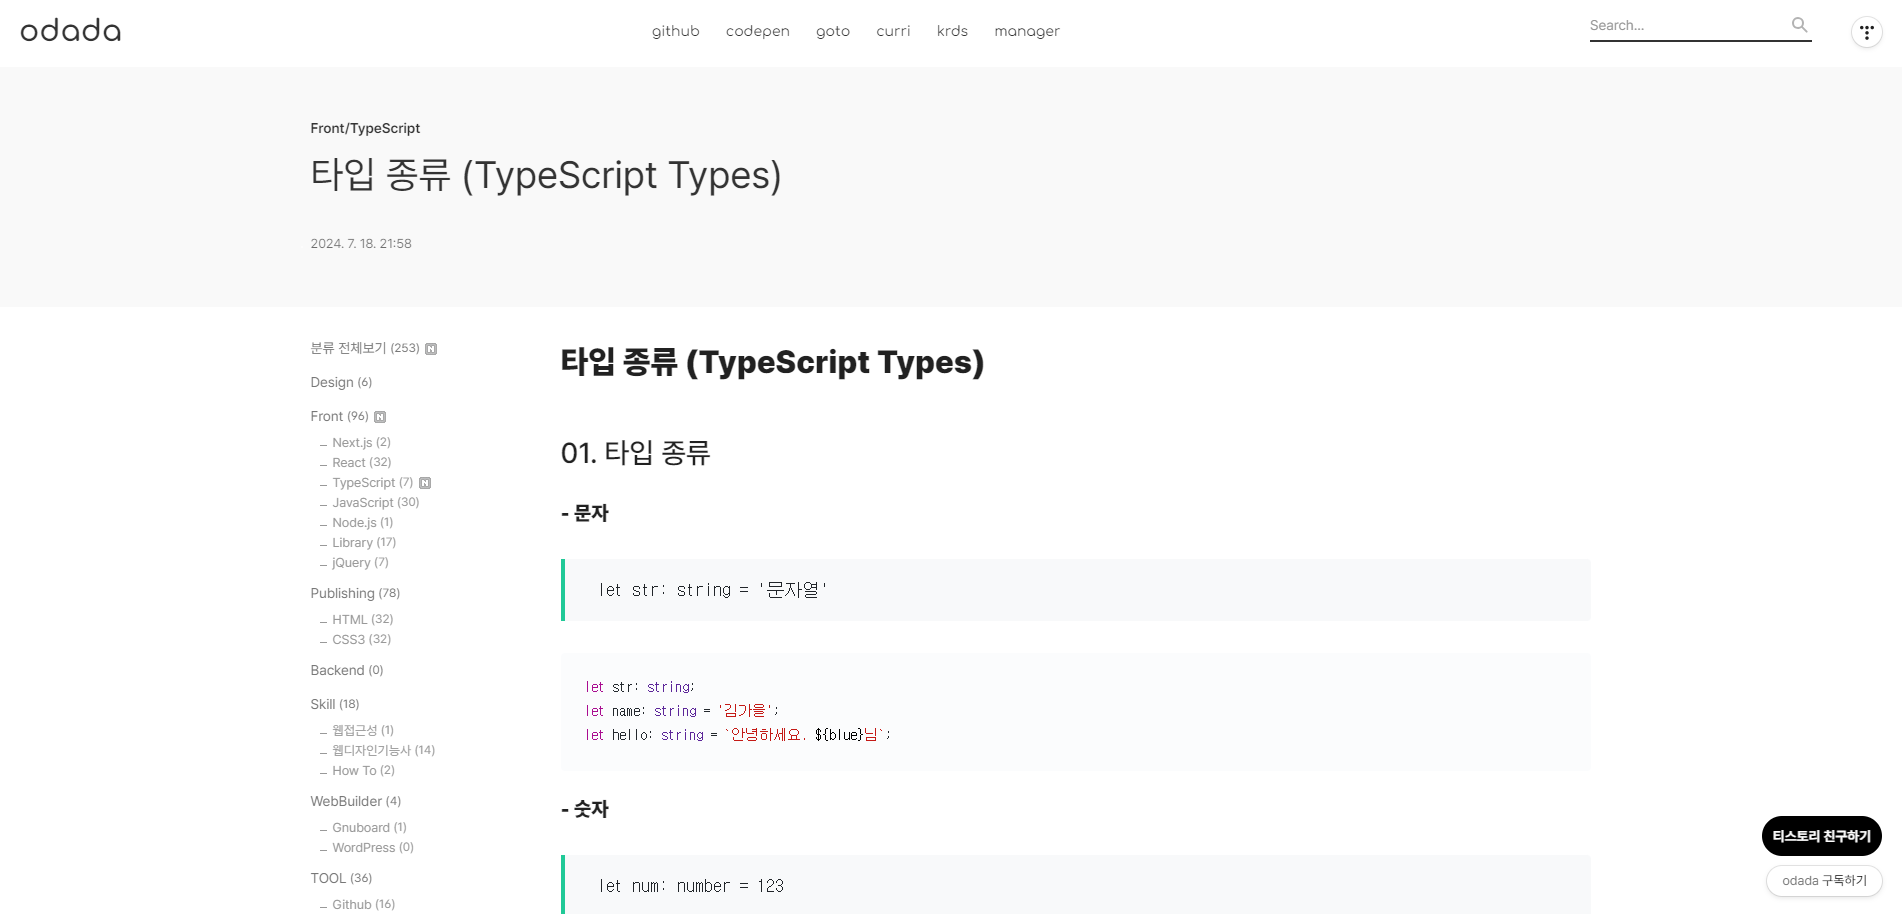 odada
github codepen goto curri krds manager
Search...
Front/TypeScript
타입 종류 (TypeScript Types)
2024. 7. 18. 21:58
분류 전체보기 (253) N
Design (6)
Front (96) N
Next.js (2)
React (32)
TypeScript (7) N
JavaScript (30)
Node.js (1)
Library (17)
jQuery (7)
Publishing (78)
HTML (32)
CSS3 (32)
Backend (0)
Skill (18)
웹접근성 (1)
웹디자인기능사 (14)
How To (2)
WebBuilder (4)
Gnuboard (1)
WordPress (0)
TOOL (36)
Github (16)
타입 종류 (TypeScript Types)
01. 타입 종류
- 문자
let str: string = '문자열'
let str: string;
let name: string = '김가을';
let hello: string = `안녕하세요. ${blue}님`;
- 숫자
let num: number = 123
티스토리 친구하기
odada 구독하기